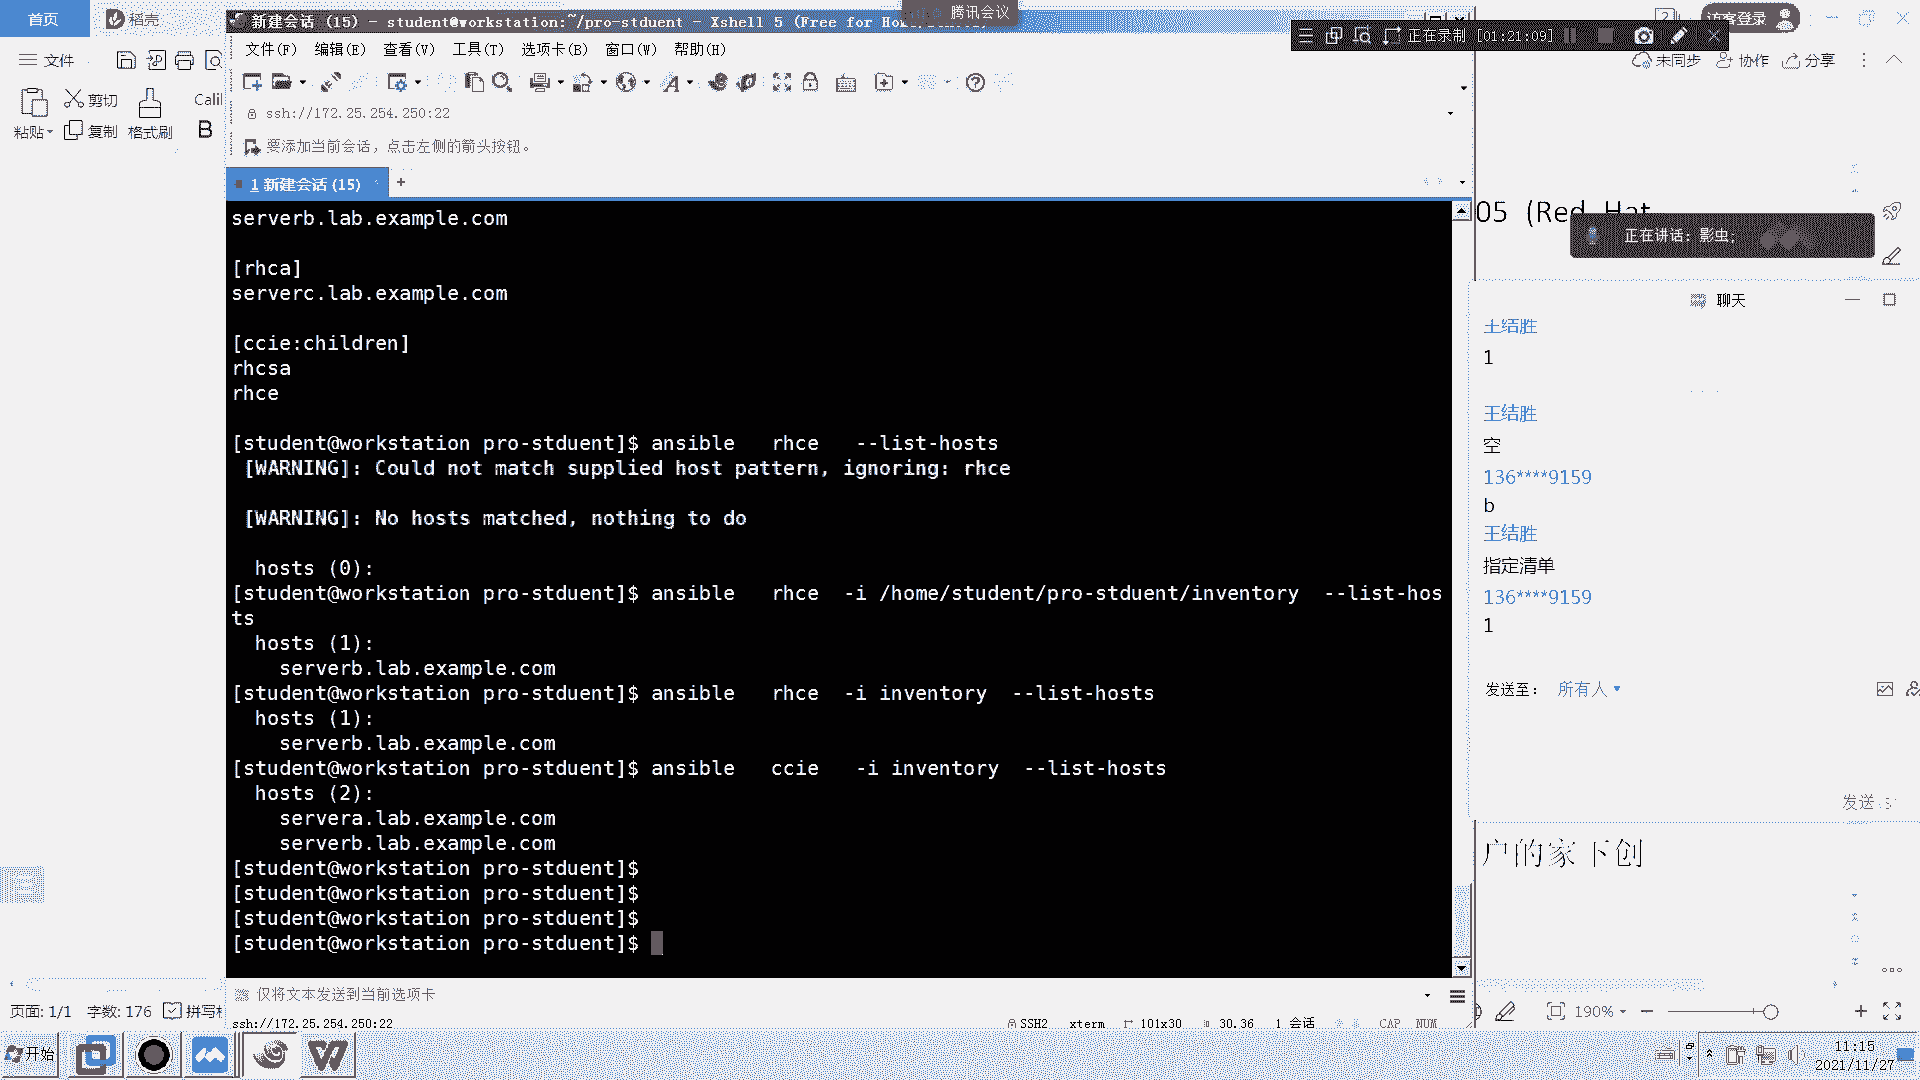 首页
稻壳
新建会话 (15) - student@workstation:~/pro-stduent - Xshell 5 (Free for Home/School)
腾讯会议
访客登录
正在录制 [01:21:09]
文件
文件(F) 编辑(E) 查看(V) 工具(T) 选项卡(B) 窗口(W) 帮助(H)
未同步 协作 分享
剪切
粘贴 复制 格式刷
Cali
B
ssh://172.25.254.250:22
要添加当前会话，点击左侧的箭头按钮。
1 新建会话 (15)
+
serverb.lab.example.com
[rhca]
serverc.lab.example.com
[ccie:children]
rhcsa
rhce
[student@workstation pro-stduent]$ ansible   rhce   --list-hosts
[WARNING]: Could not match supplied host pattern, ignoring: rhce
[WARNING]: No hosts matched, nothing to do
hosts (0):
[student@workstation pro-stduent]$ ansible   rhce  -i /home/student/pro-stduent/inventory  --list-hos
ts
hosts (1):
serverb.lab.example.com
[student@workstation pro-stduent]$ ansible   rhce  -i inventory  --list-hosts
hosts (1):
serverb.lab.example.com
[student@workstation pro-stduent]$ ansible   ccie   -i inventory  --list-hosts
hosts (2):
servera.lab.example.com
serverb.lab.example.com
[student@workstation pro-stduent]$
[student@workstation pro-stduent]$
[student@workstation pro-stduent]$
[student@workstation pro-stduent]$
05 (Red Hat
正在讲话: 影虫;
聊天
王结胜
1
王结胜
空
136****9159
b
王结胜
指定清单
136****9159
1
发送至： 所有人
发送
户的家下创
仅将文本发送到当前选项卡
页面: 1/1 字数: 176 拼写检
ssh://172.25.254.250:22 SSH2 xterm 101x30 30.36 1 会话 CAP NUM
190%
开始
11:15
2021/11/27